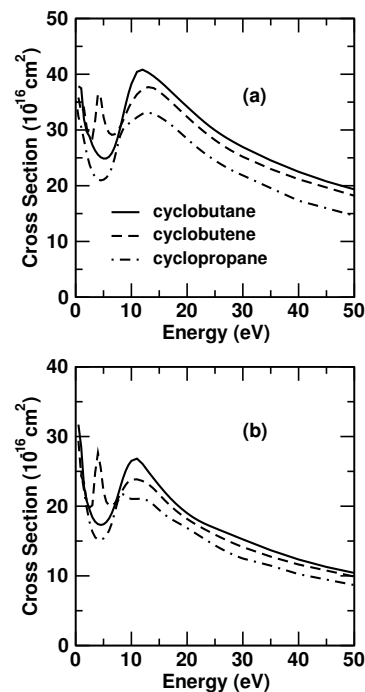 50
40
30
20
10
0
Cross Section (10⁻¹⁶cm²)
(a)
cyclobutane
cyclobutene
cyclopropane
0 10 20 30 40 50
Energy (eV)
40
30
20
10
0
Cross Section (10⁻¹⁶cm²)
(b)
0 10 20 30 40 50
Energy (eV)